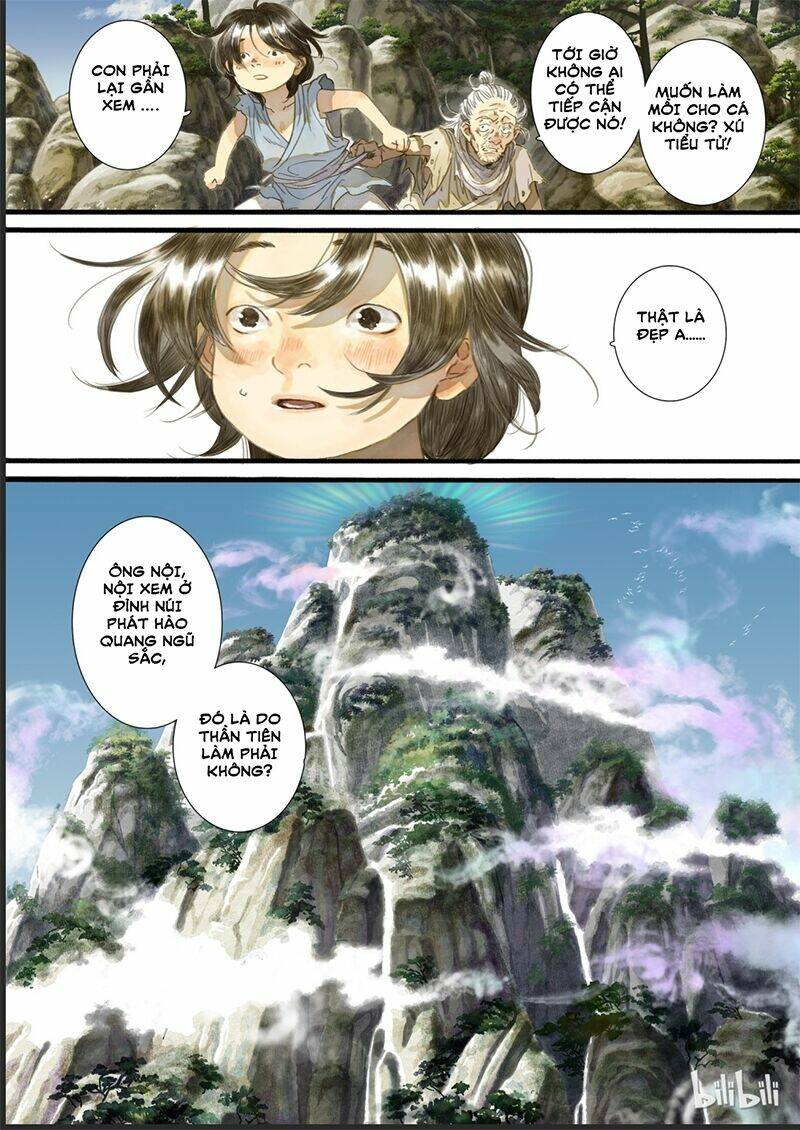 MUỐN LÀM
MỒI CHO CÁ
KHÔNG? XÚ
TIỂU TỬ!
TỚI GIỜ
KHÔNG AI
CÓ THỂ
TIẾP CẬN
ĐƯỢC NÓ!
CON PHẢI
LẠI GẦN
XEM ....
THẬT LÀ
ĐẸP A......
ÔNG NỘI,
NỘI XEM Ở
ĐỈNH NÚI
PHÁT HÀO
QUANG NGŨ
SẮC,
ĐÓ LÀ DO
THẦN TIÊN
LÀM PHẢI
KHÔNG?
bilibili